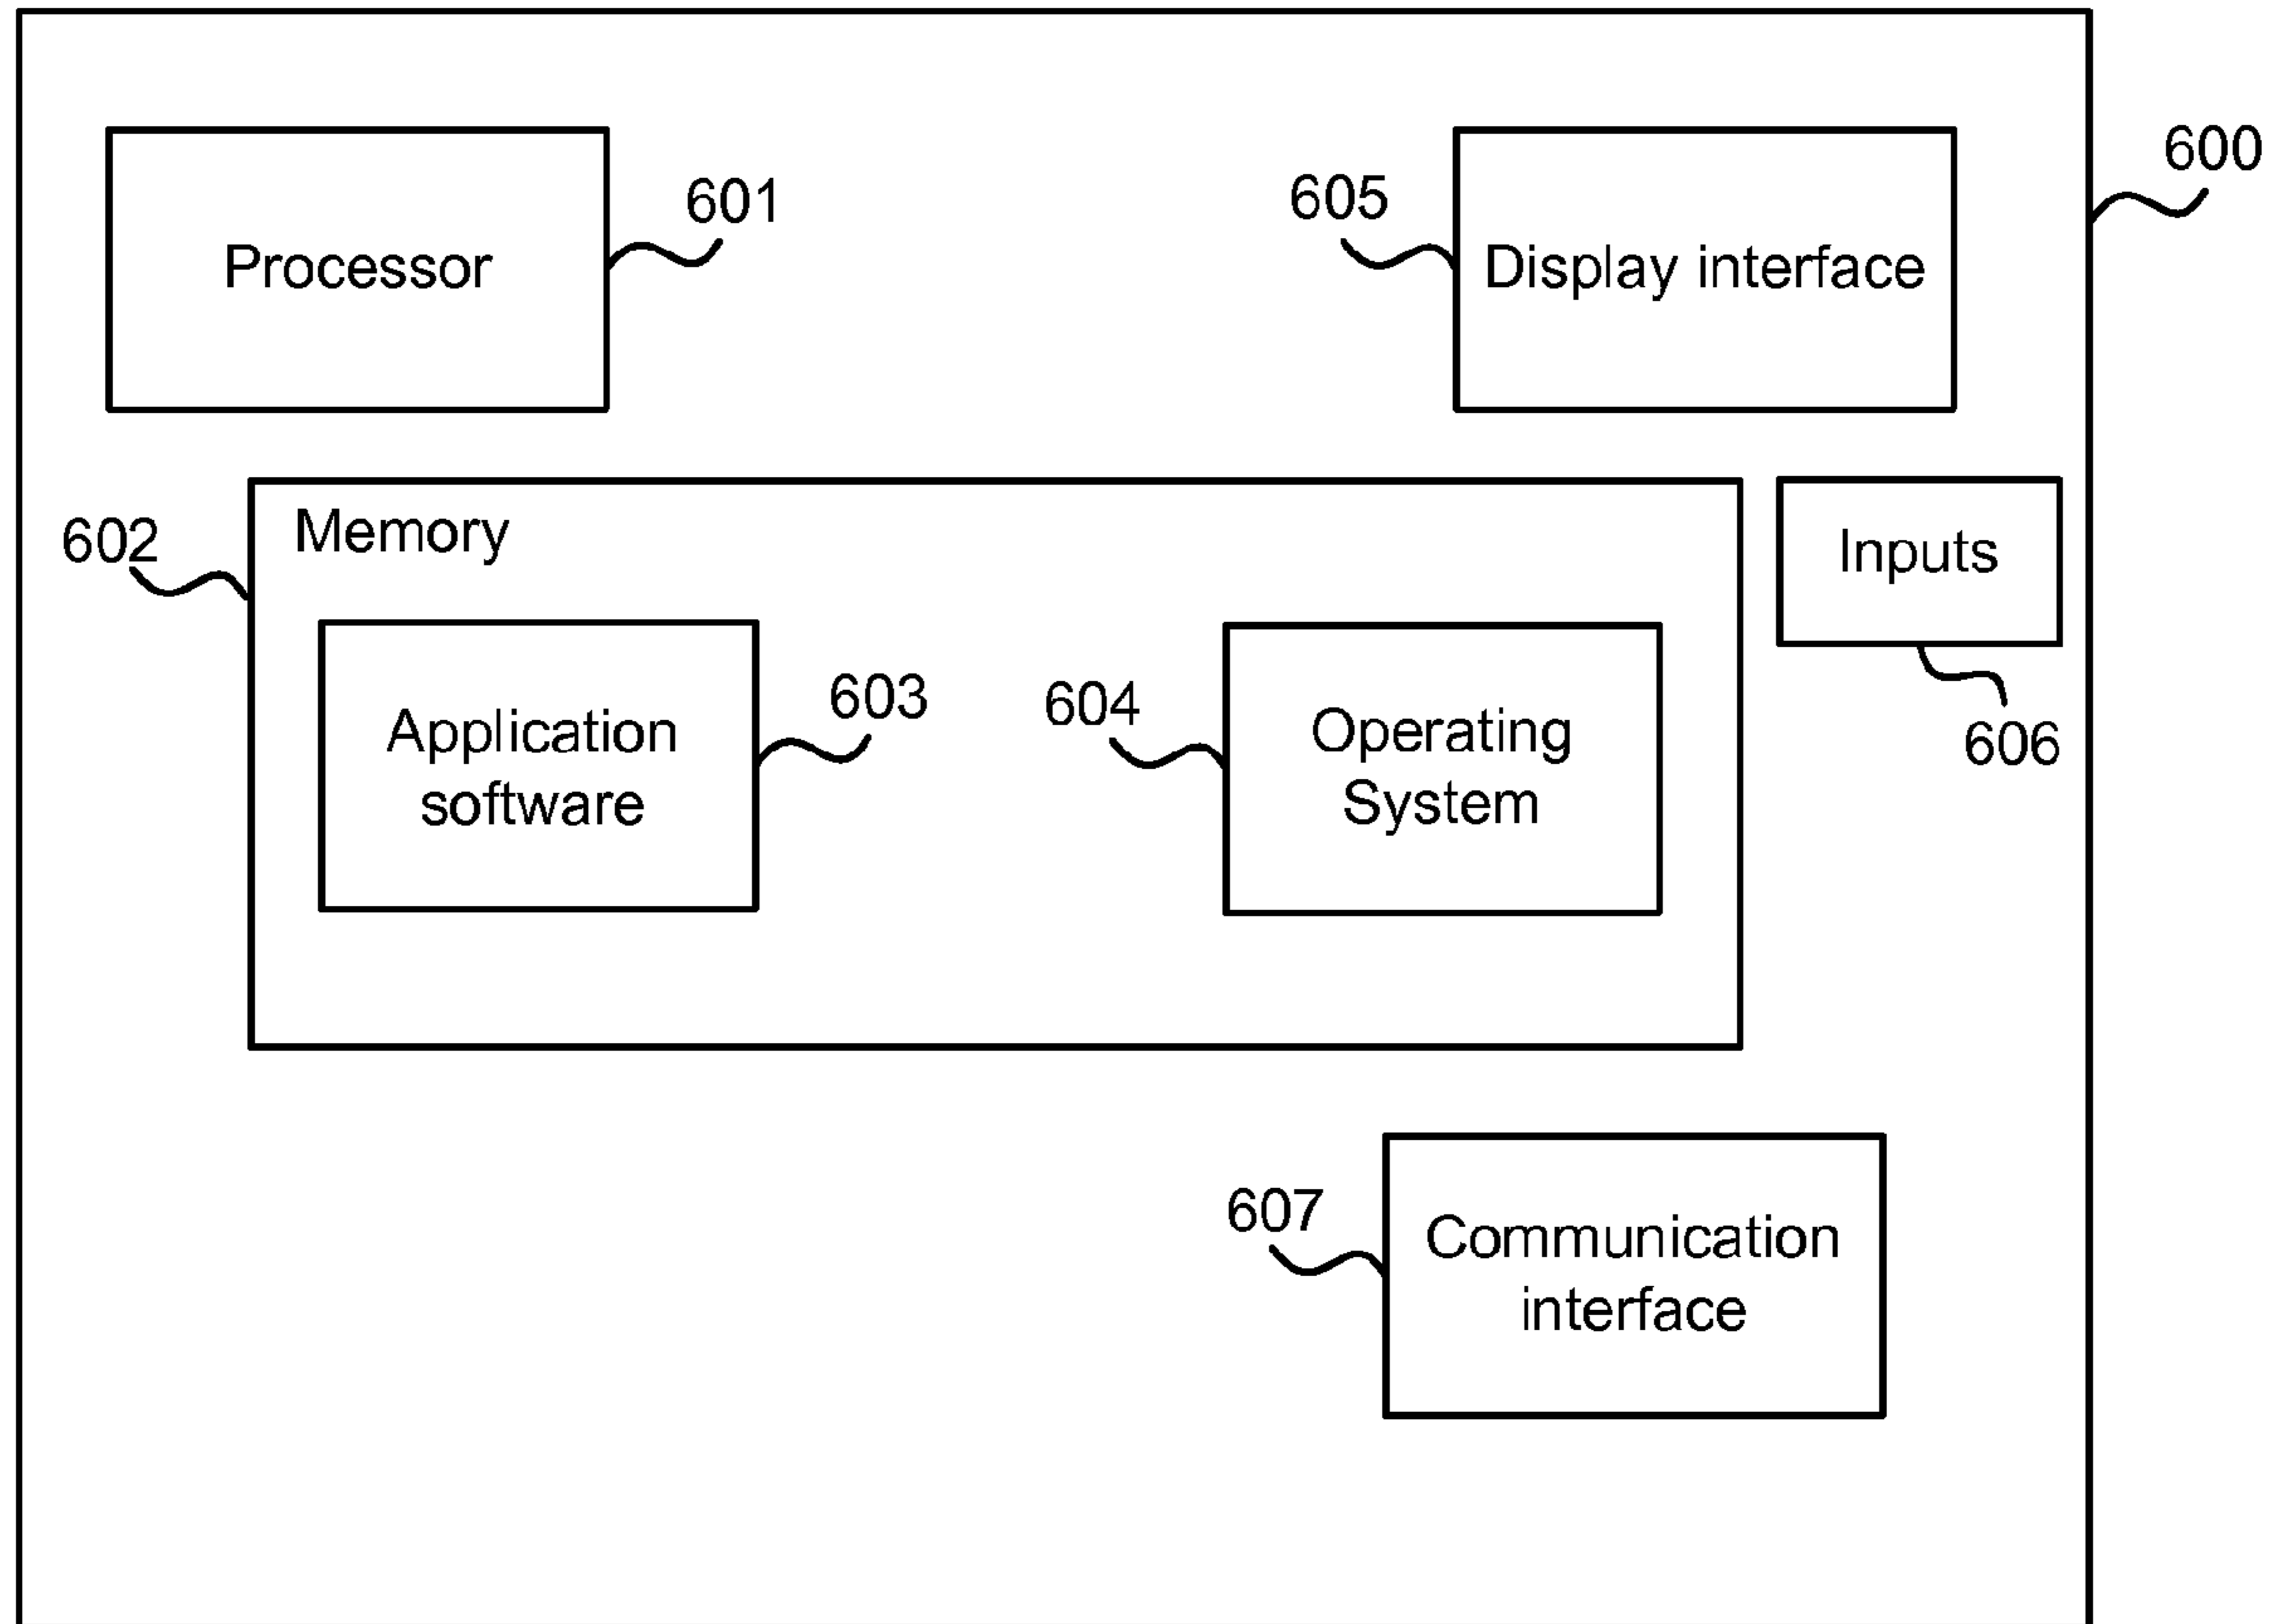 600
Processor
601
605
Display interface
602
Memory
Inputs
606
Application
software
603
604
Operating
System
607
Communication
interface